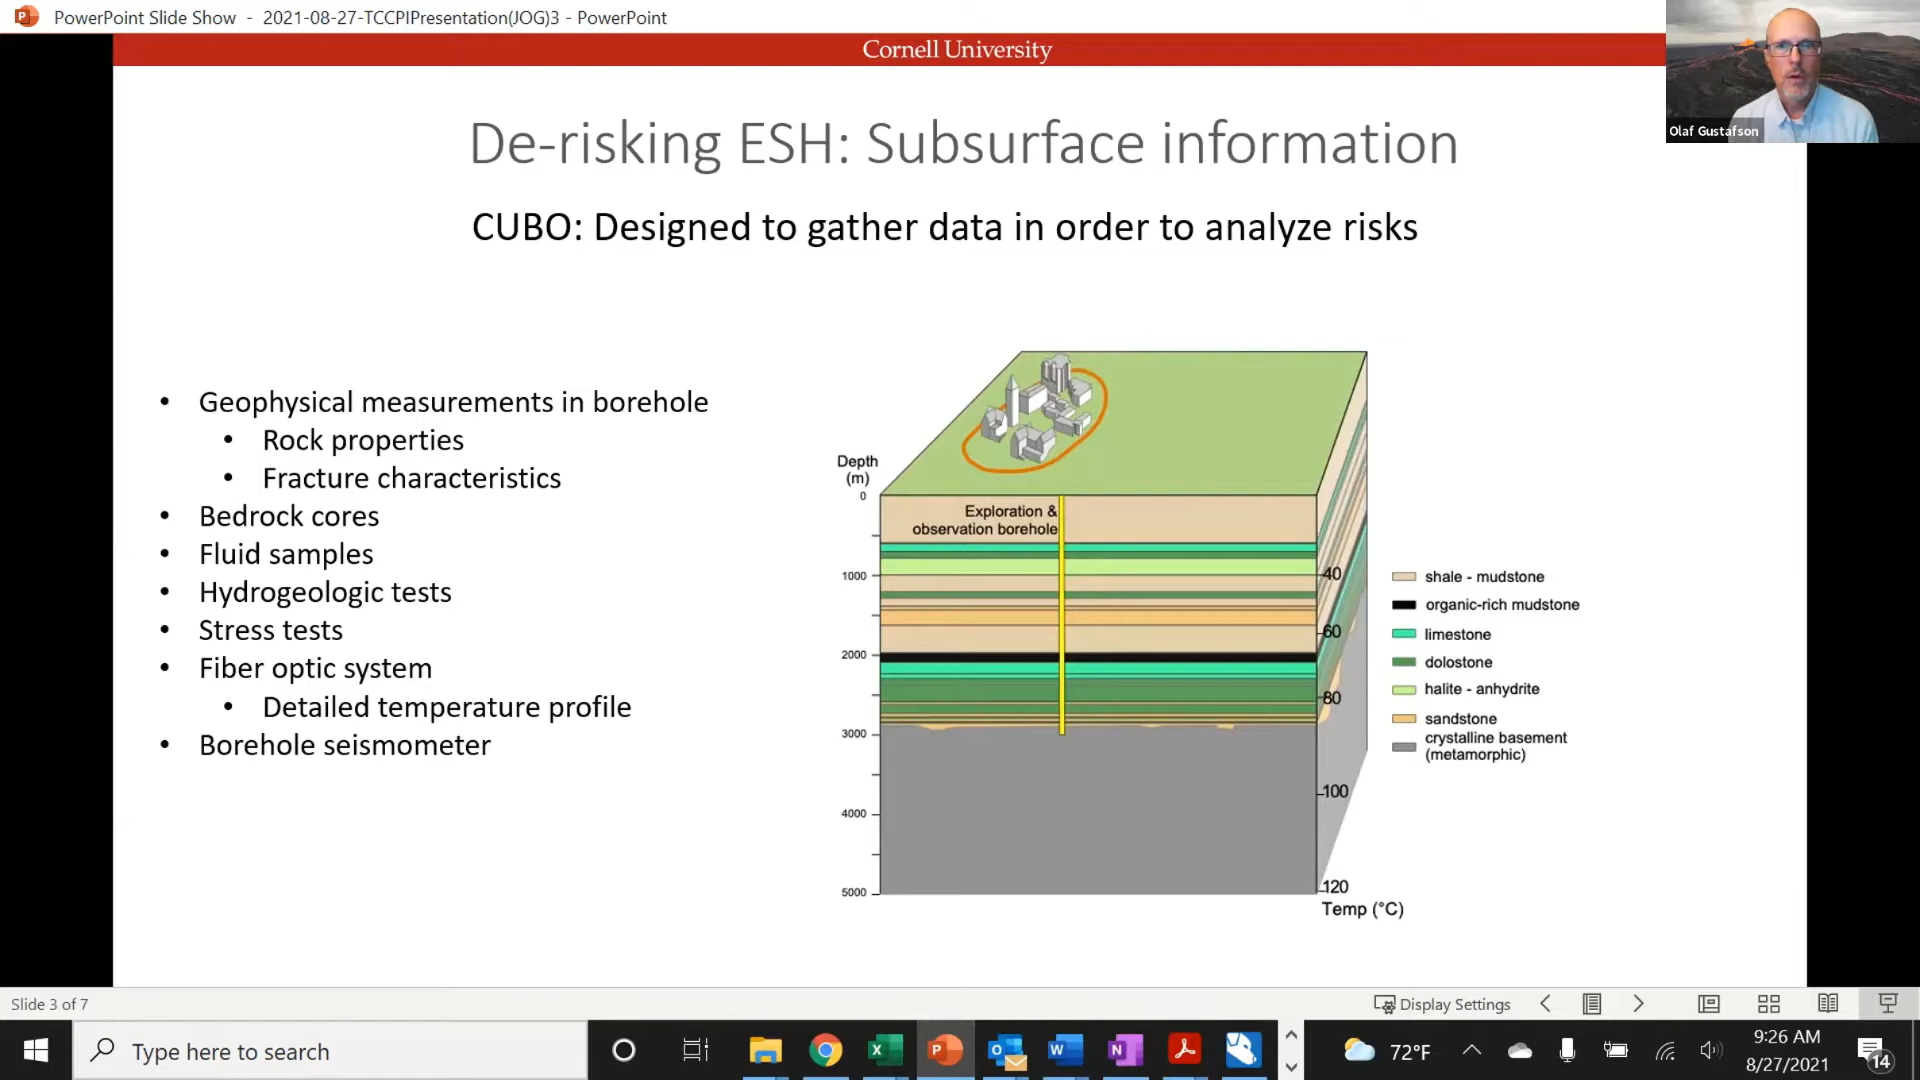 PowerPoint Slide Show - 2021-08-27-TCCPIPresentation(JOG)3 - PowerPoint
Cornell University
Olaf Gustafson
De-risking ESH: Subsurface information
CUBO: Designed to gather data in order to analyze risks
• Geophysical measurements in borehole
• Rock properties
• Fracture characteristics
• Bedrock cores
• Fluid samples
• Hydrogeologic tests
• Stress tests
• Fiber optic system
• Detailed temperature profile
• Borehole seismometer
Depth
(m)
0
1000
2000
3000
4000
5000
Exploration &
observation borehole
40
60
80
100
120
Temp (°C)
shale - mudstone
organic-rich mudstone
limestone
dolostone
halite - anhydrite
sandstone
crystalline basement
(metamorphic)
Slide 3 of 7
Display Settings
Type here to search
72°F
9:26 AM
8/27/2021
14